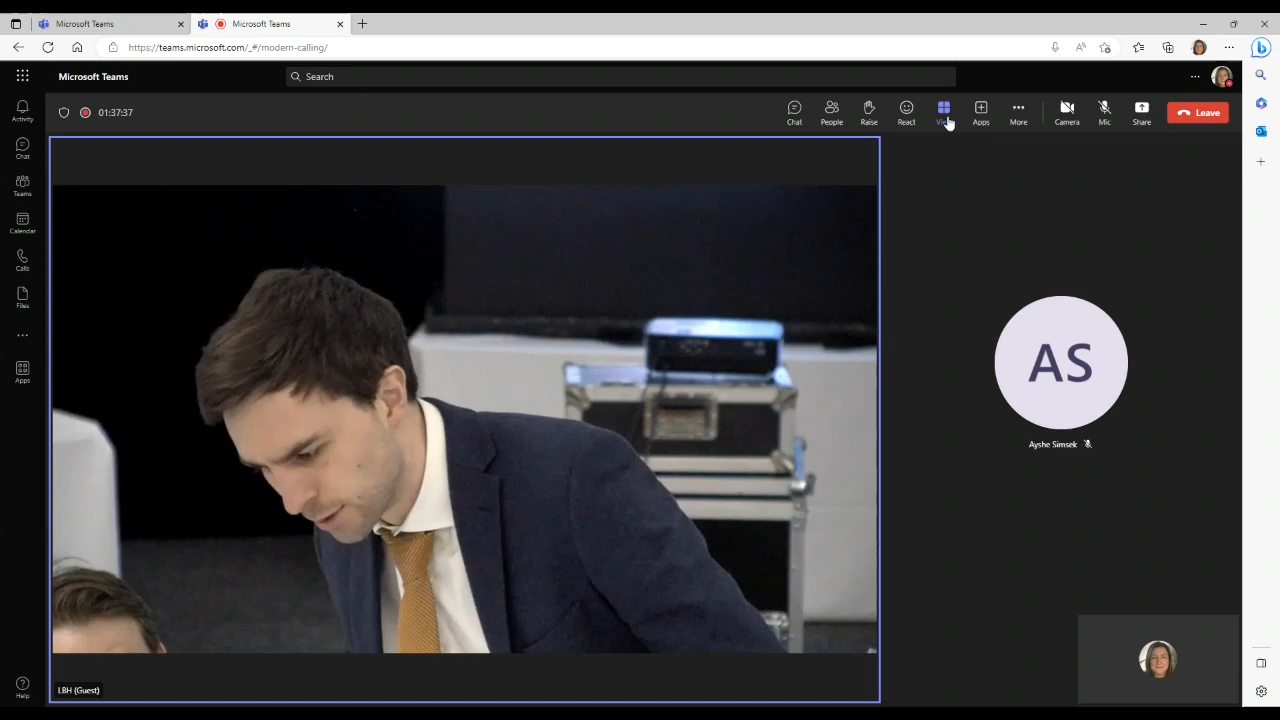 Microsoft Teams
Microsoft Teams
https://teams.microsoft.com/_#/modern-calling/
Microsoft Teams
Search
01:37:37
Chat
People
Raise
React
Apps
More
Camera
Mic
Share
Leave
Activity
Chat
Teams
Calendar
Calls
Files
Apps
Help
AS
Ayshe Simsek
LBH (Guest)